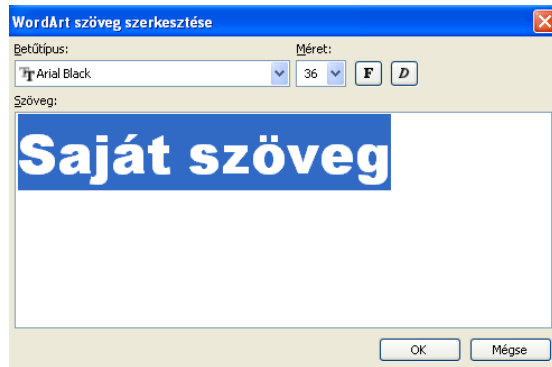 WordArt szöveg szerkesztése
Betűtípus: Méret:
Arial Black 36 F D
Szöveg:
Saját szöveg
OK Mégse